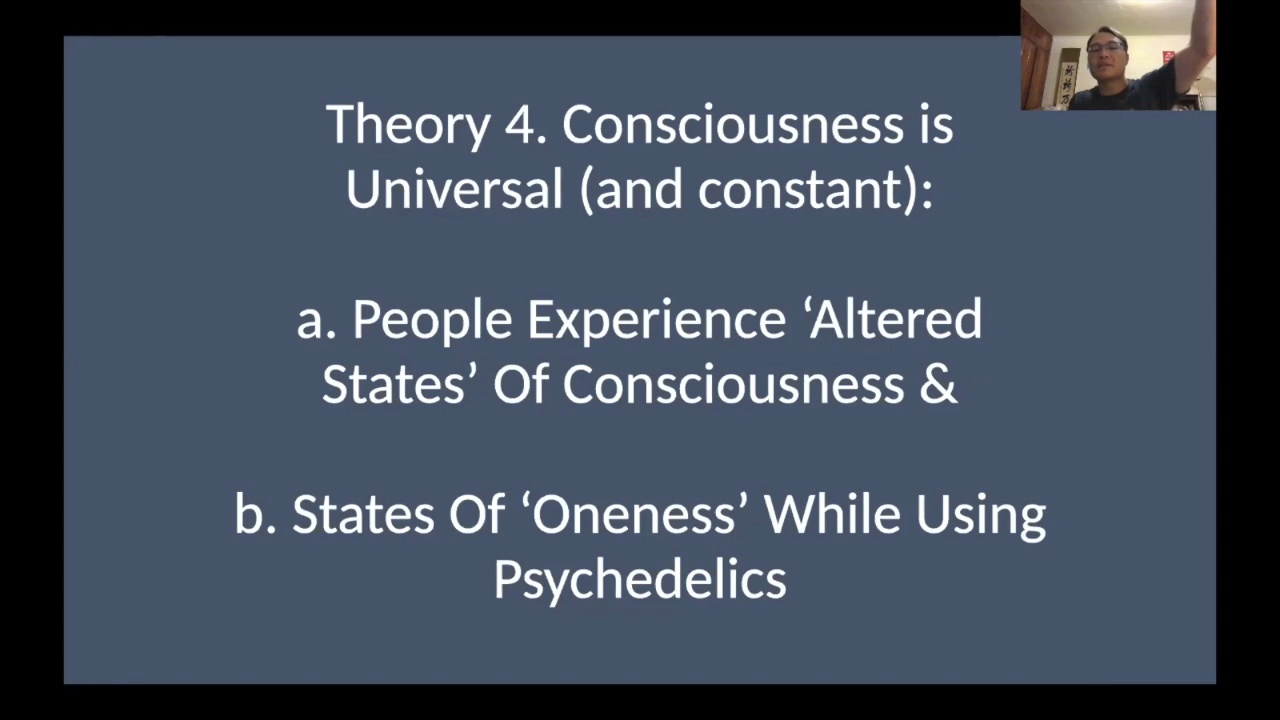 Theory 4. Consciousness is
Universal (and constant):
a. People Experience ‘Altered
States’ Of Consciousness &
b. States Of ‘Oneness’ While Using
Psychedelics